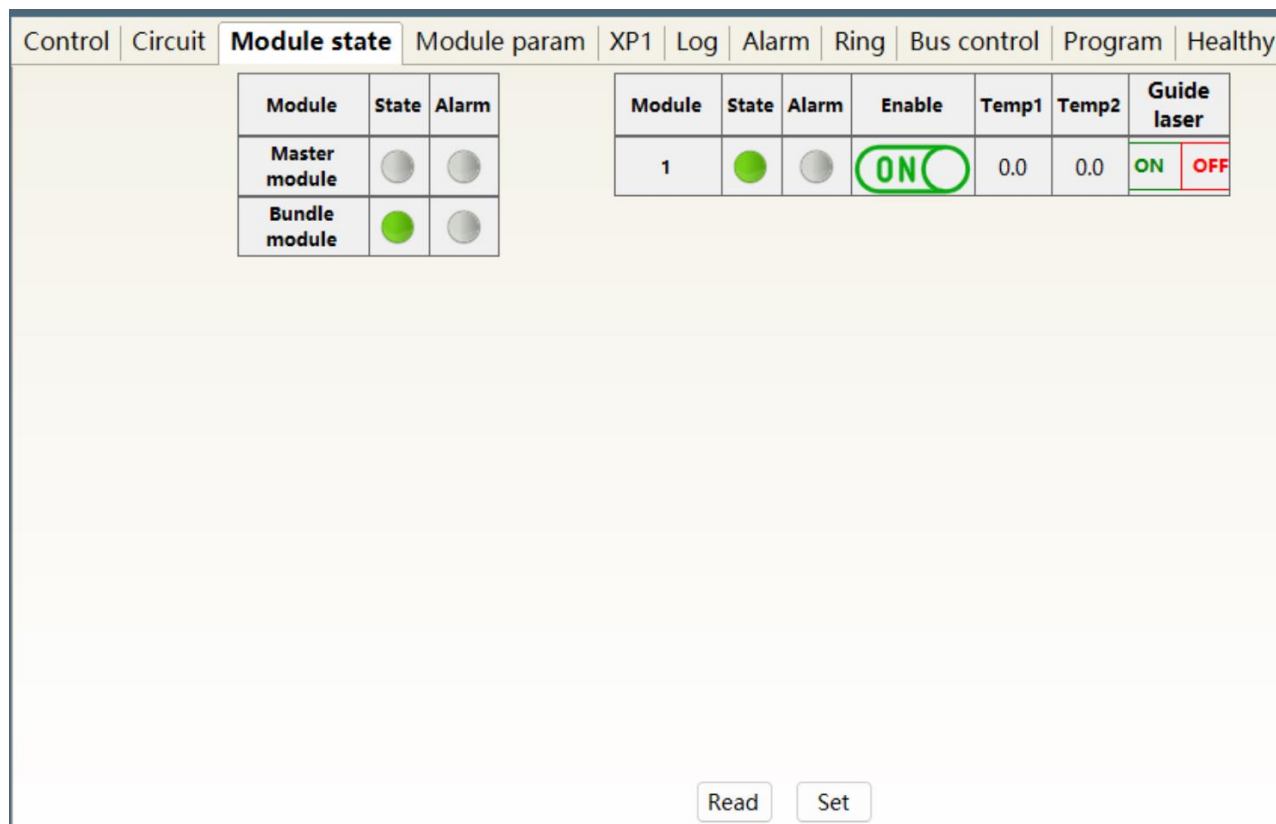 Control Circuit Module state Module param XP1 Log Alarm Ring Bus control Program Healthy
Module State Alarm
Master
module
Bundle
module
Module State Alarm Enable Temp1 Temp2 Guide
laser
1 ON 0.0 0.0 ON OFF
Read Set